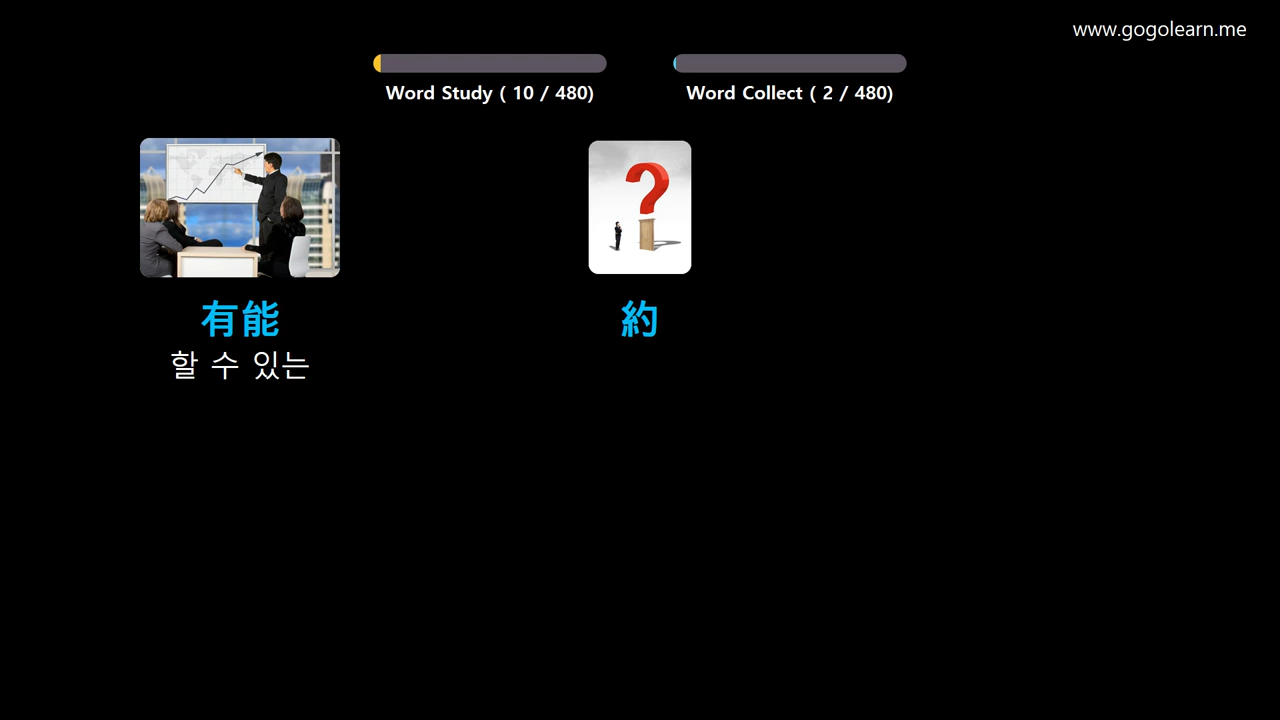 www.gogolearn.me
Word Study ( 10 / 480)
Word Collect ( 2 / 480)
有能
할 수 있는
約